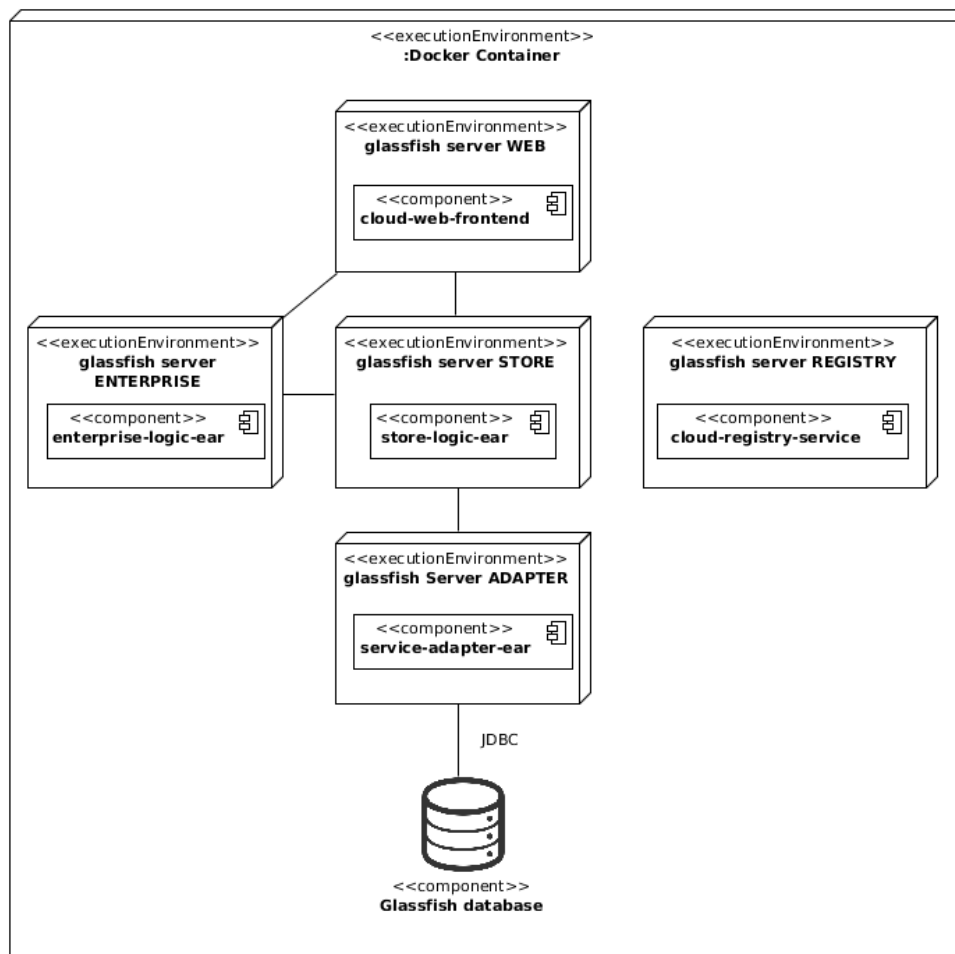 <<executionEnvironment>>
:Docker Container
<<executionEnvironment>>
glassfish server WEB
<<component>>
cloud-web-frontend
<<executionEnvironment>>
glassfish server
ENTERPRISE
<<component>>
enterprise-logic-ear
<<executionEnvironment>>
glassfish server STORE
<<component>>
store-logic-ear
<<executionEnvironment>>
glassfish server REGISTRY
<<component>>
cloud-registry-service
<<executionEnvironment>>
glassfish Server ADAPTER
<<component>>
service-adapter-ear
JDBC
<<component>>
Glassfish database